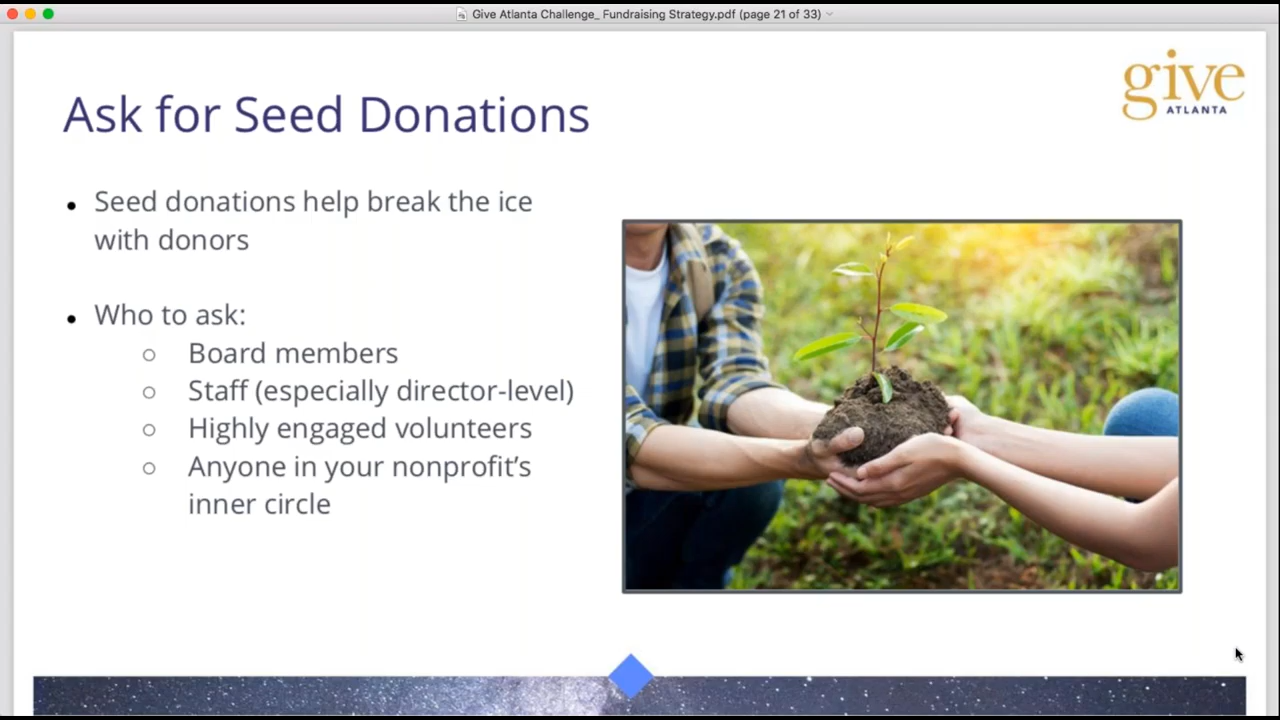 Give Atlanta Challenge_ Fundraising Strategy.pdf (page 21 of 33)
give
ATLANTA
Ask for Seed Donations
• Seed donations help break the ice
with donors
• Who to ask:
○ Board members
○ Staff (especially director-level)
○ Highly engaged volunteers
○ Anyone in your nonprofit’s
inner circle